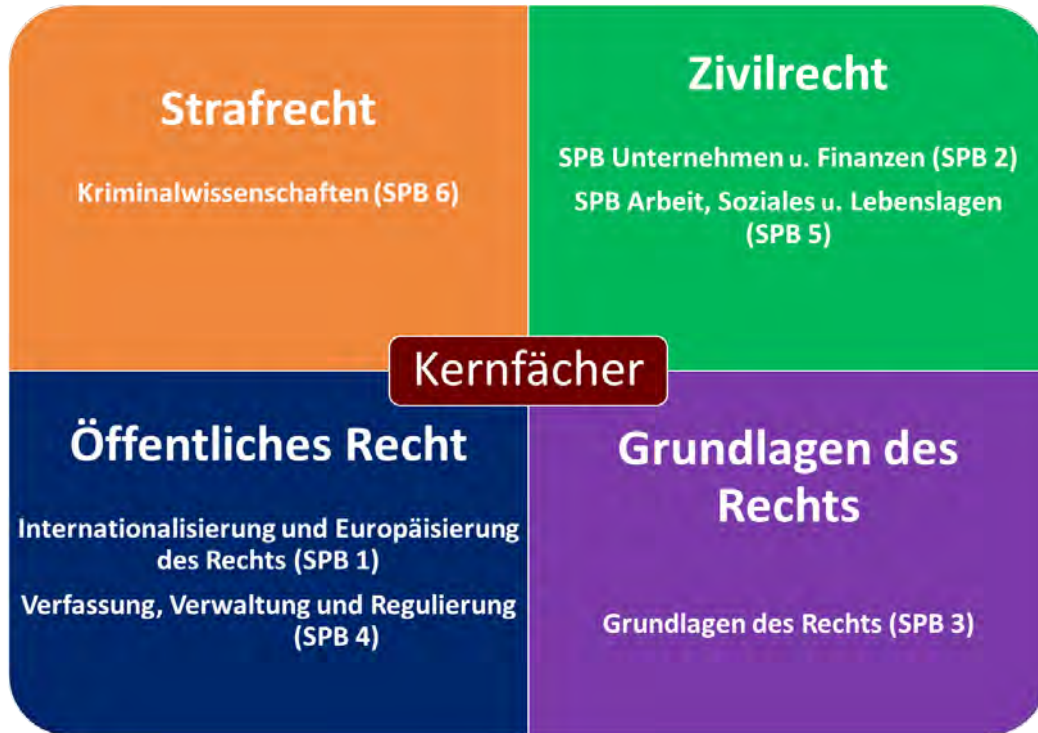 Strafrecht
Kriminalwissenschaften (SPB 6)
Zivilrecht
SPB Unternehmen u. Finanzen (SPB 2)
SPB Arbeit, Soziales u. Lebenslagen
(SPB 5)
Kernfächer
Öffentliches Recht
Internationalisierung und Europäisierung
des Rechts (SPB 1)
Verfassung, Verwaltung und Regulierung
(SPB 4)
Grundlagen des
Rechts
Grundlagen des Rechts (SPB 3)